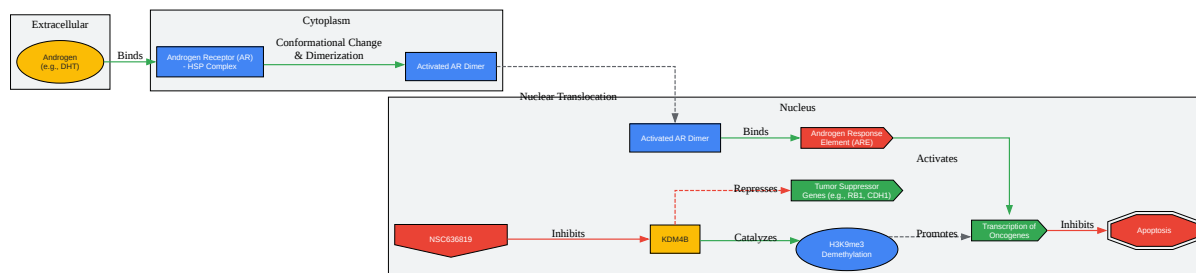 Extracellular
Androgen
(e.g., DHT)
Binds
Cytoplasm
Androgen Receptor (AR)
- HSP Complex
Conformational Change
& Dimerization
Activated AR Dimer
Nuclear Translocation
Nucleus
Activated AR Dimer
Binds
Androgen Response
Element (ARE)
Activates
Represses
Tumor Suppressor
Genes (e.g., RB1, CDH1)
NSC636819
Inhibits
KDM4B
Catalyzes
H3K9me3
Demethylation
Promotes
Transcription of
Oncogenes
Inhibits
Apoptosis